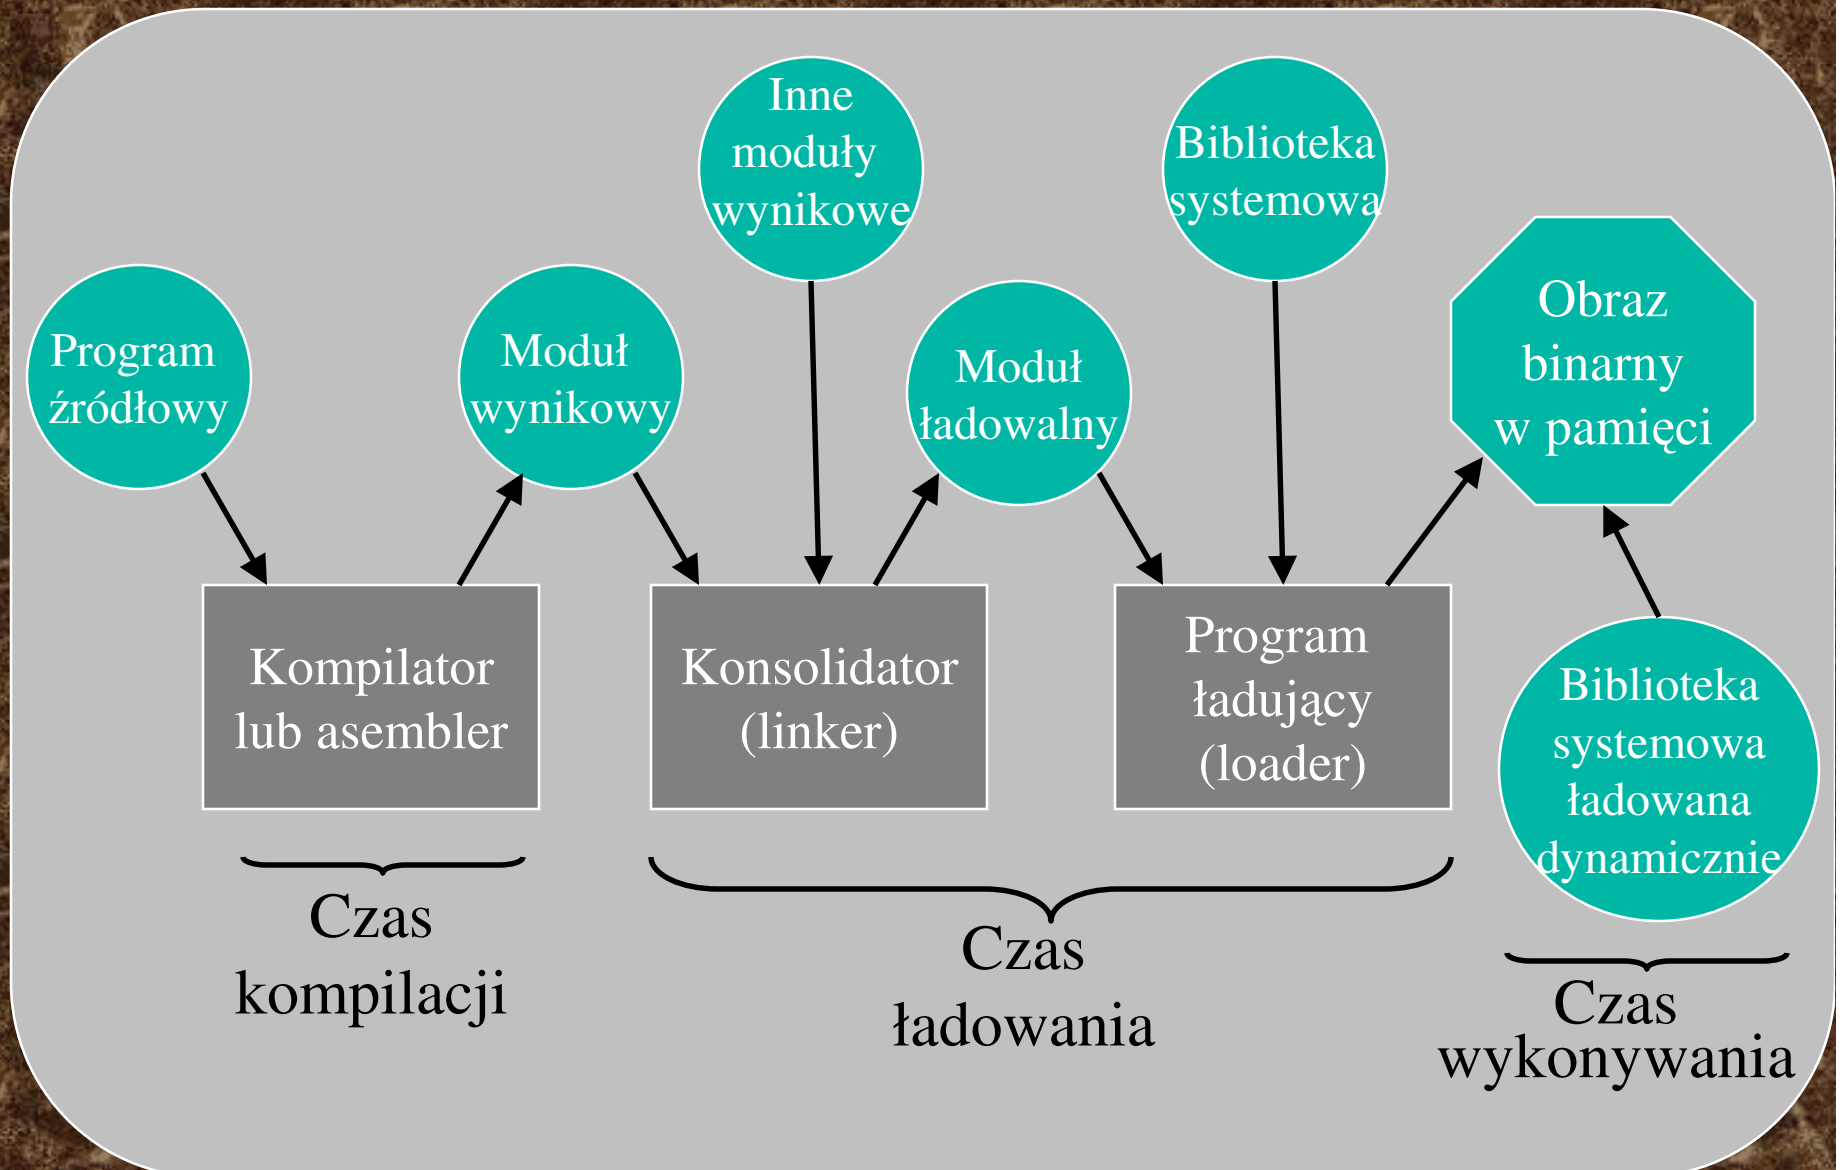 Inne
moduły
wynikowe
Biblioteka
systemowa
Program
źródłowy
Moduł
wynikowy
Moduł
ładowalny
Obraz
binarny
w pamięci
Kompilator
lub asembler
Konsolidator
(linker)
Program
ładujący
(loader)
Biblioteka
systemowa
ładowana
dynamicznie
Czas
kompilacji
Czas
ładowania
Czas
wykonywania